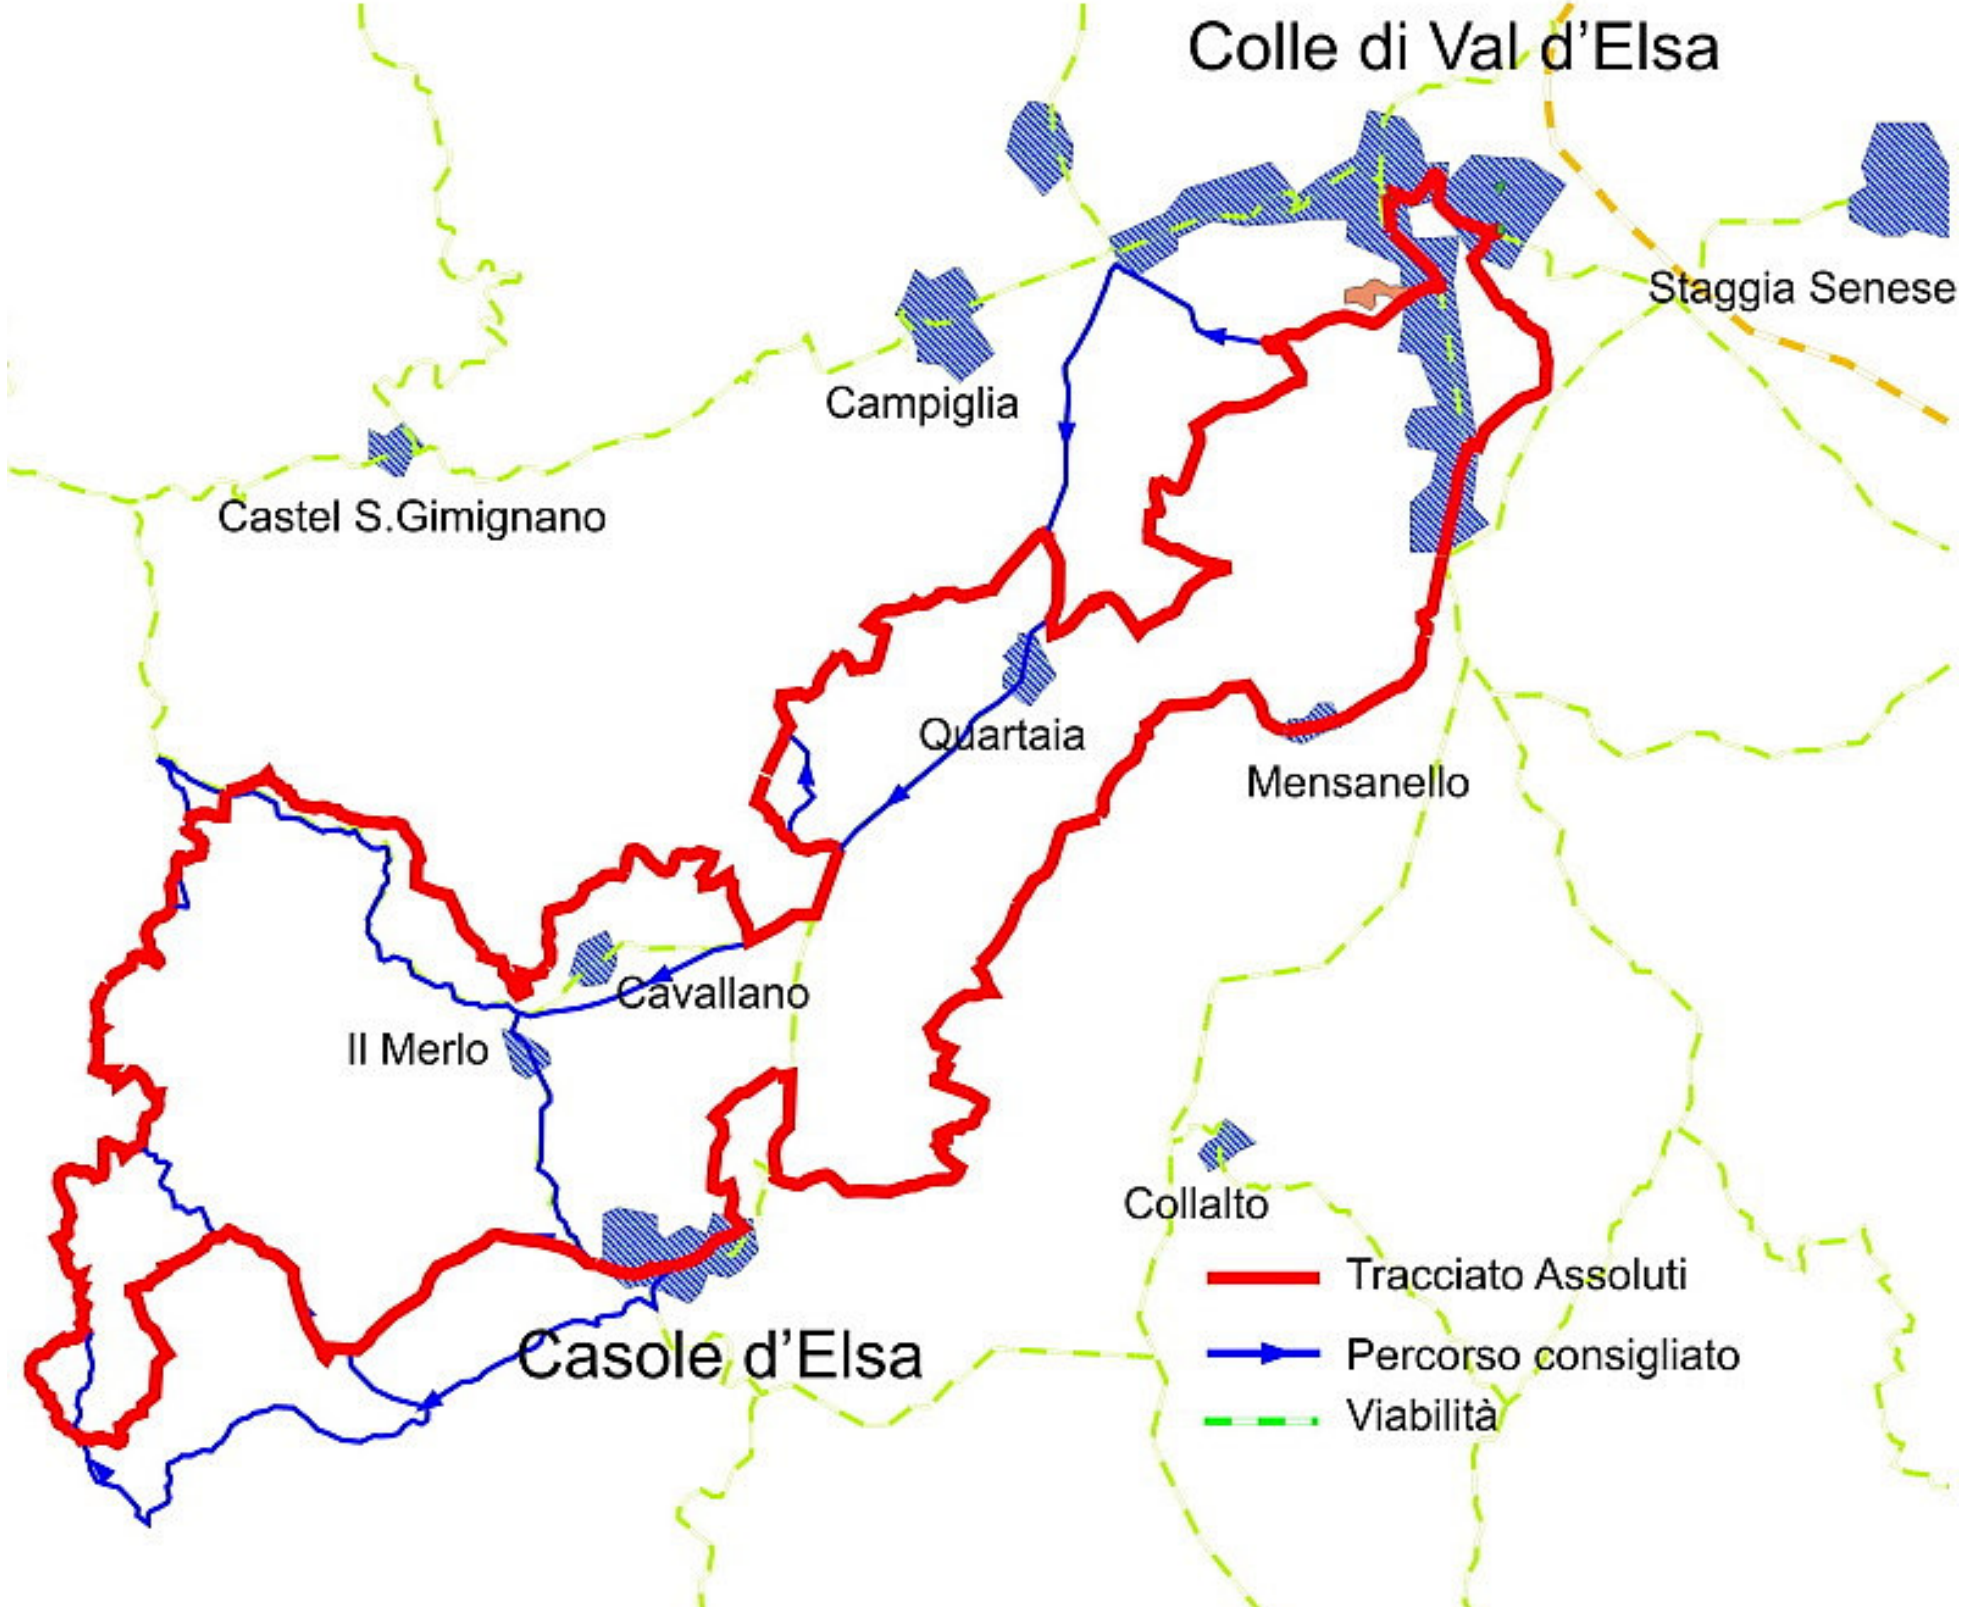 Colle di Val d’Elsa
Staggia Senese
Campiglia
Castel S.Gimignano
Quartaia
Mensanello
Cavallano
Il Merlo
Collalto
Casole d’Elsa
Tracciato Assoluti
Percorso consigliato
Viabilità